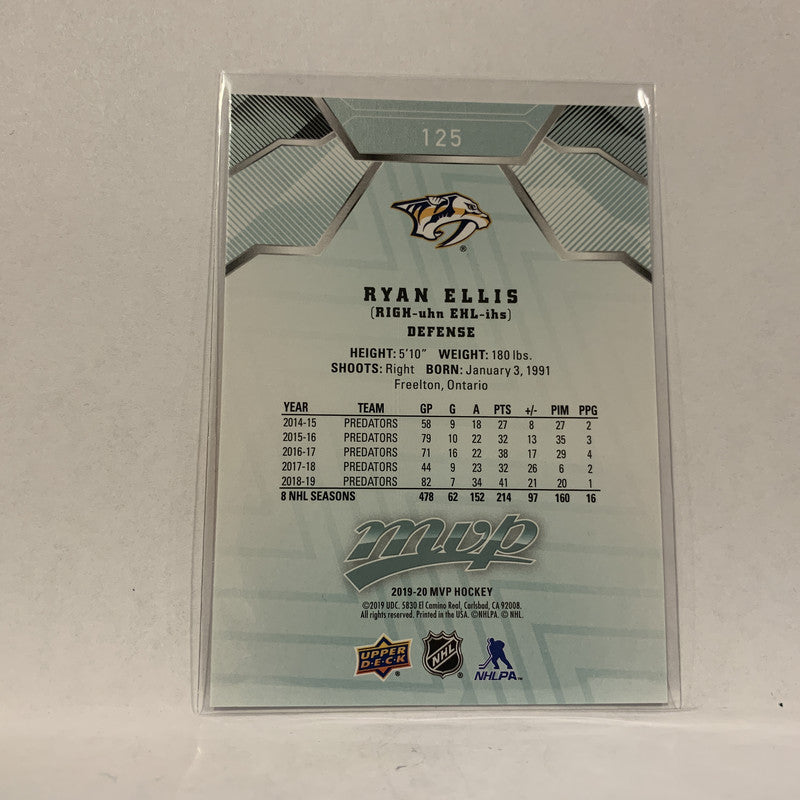 125
RYAN ELLIS
(RIGH-uhn EHL-ihs)
DEFENSE
HEIGHT: 5'10" WEIGHT: 180 lbs.
SHOOTS: Right BORN: January 3, 1991
Freelton, Ontario
YEAR TEAM GP G A PTS +/- PIM PPG
2014-15 PREDATORS 58 9 18 27 8 27 2
2015-16 PREDATORS 79 10 22 32 13 35 3
2016-17 PREDATORS 71 16 22 38 17 29 4
2017-18 PREDATORS 44 9 23 32 26 6 2
2018-19 PREDATORS 82 7 34 41 21 20 1
8 NHL SEASONS 478 62 152 214 97 160 16
mvp
2019-20 MVP HOCKEY
©2019 UDC. 5830 El Camino Real, Carlsbad, CA 92008.
All rights reserved. Printed in the USA. ©NHLPA. © NHL.
UPPER DECK ® NHL ® NHLPA™